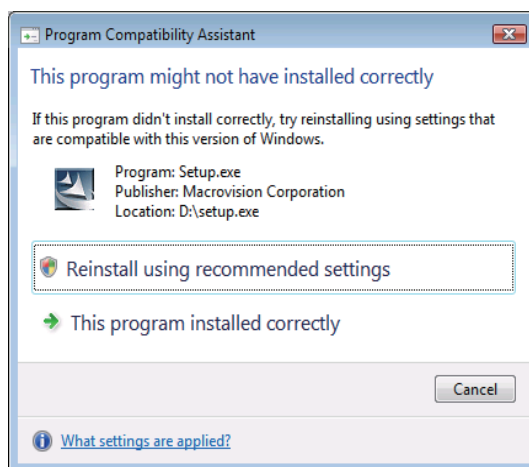 Program Compatibility Assistant
This program might not have installed correctly
If this program didn't install correctly, try reinstalling using settings that
are compatible with this version of Windows.
Program: Setup.exe
Publisher: Macrovision Corporation
Location: D:\setup.exe
Reinstall using recommended settings
This program installed correctly
Cancel
What settings are applied?